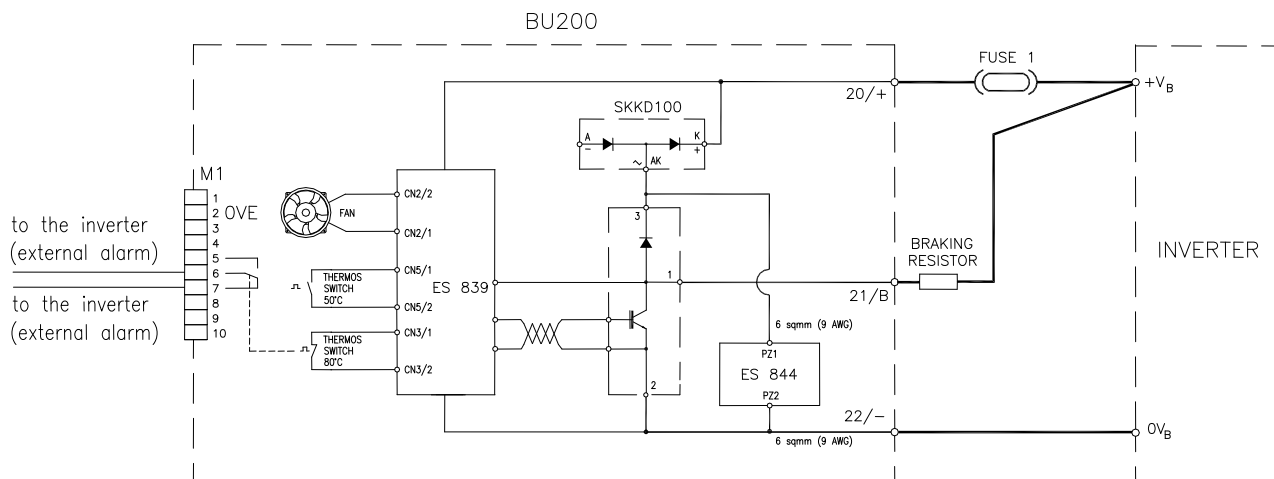 BU200
FUSE 1
20/+
+VB
SKKD100
A
-
K
+
~ AK
M1
1
2 OVE
3
4
5
6
7
8
9
10
to the inverter
(external alarm)
to the inverter
(external alarm)
FAN
CN2/2
CN2/1
THERMOS
SWITCH
50°C
CN5/1
CN5/2
THERMOS
SWITCH
80°C
CN3/1
CN3/2
ES 839
3
1
2
BRAKING
RESISTOR
21/B
INVERTER
6 sqmm (9 AWG)
PZ1
ES 844
PZ2
22/-
6 sqmm (9 AWG)
0VB